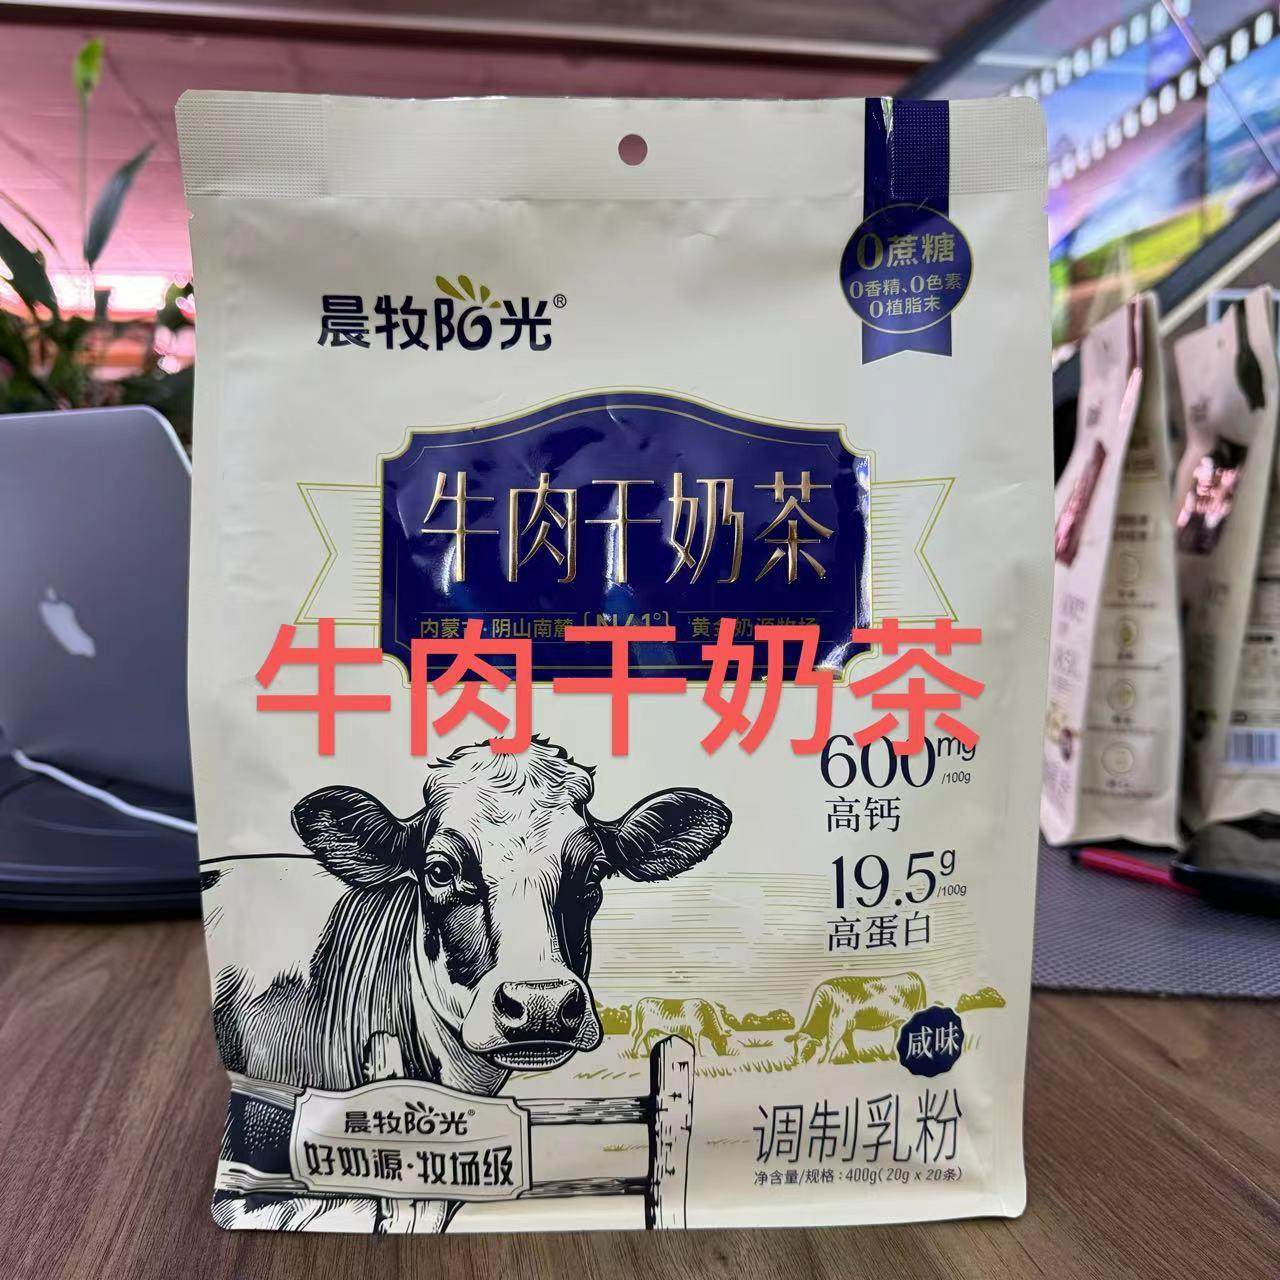 0蔗糖
0香精、0色素
0植脂末
晨牧阳光®
牛肉干奶茶
内蒙古·阴山南麓 [N41°] 黄金奶源牧场
牛肉干奶茶
600mg/100g
高钙
19.5g/100g
高蛋白
咸味
晨牧阳光®
好奶源·牧场级
调制乳粉
净含量/规格：400g(20g x 20条)